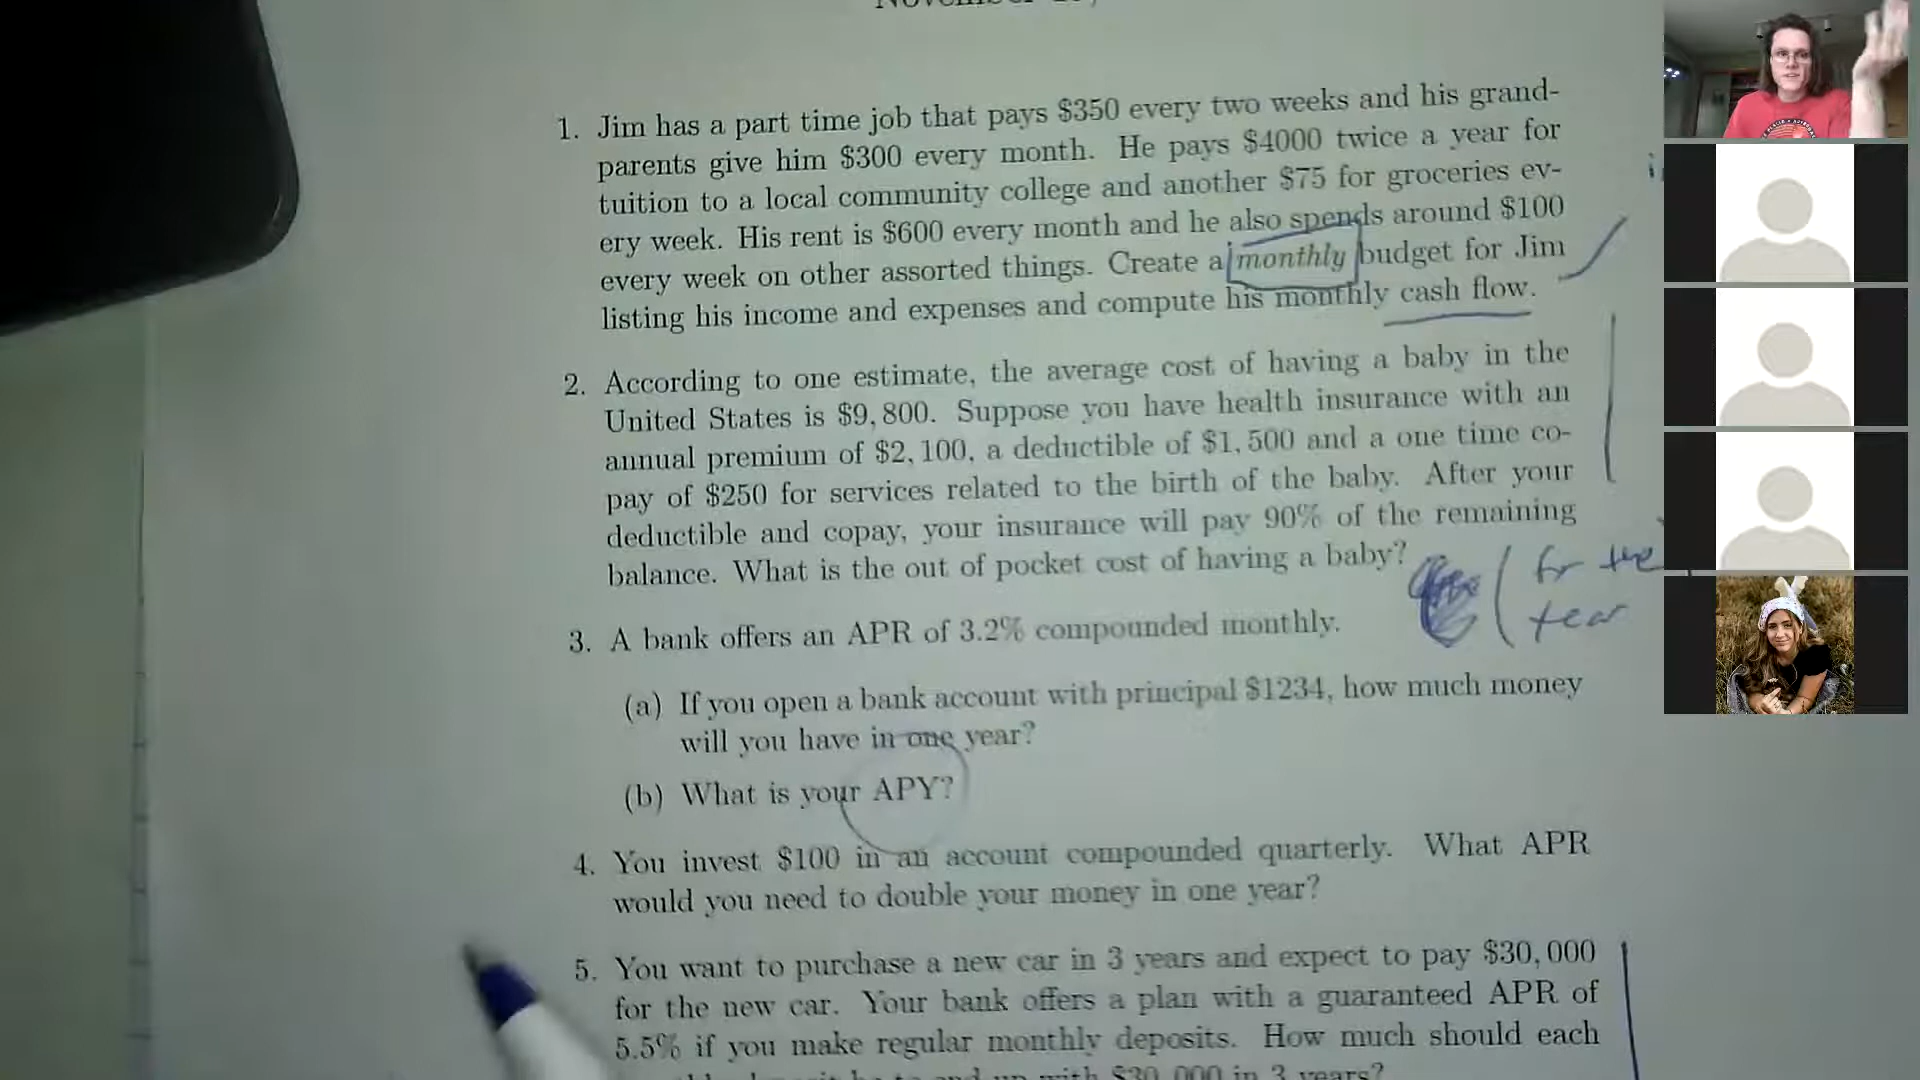 1. Jim has a part time job that pays $350 every two weeks and his grand-
parents give him $300 every month. He pays $4000 twice a year for
tuition to a local community college and another $75 for groceries ev-
ery week. His rent is $600 every month and he also spends around $100
every week on other assorted things. Create a monthly budget for Jim
listing his income and expenses and compute his monthly cash flow.
2. According to one estimate, the average cost of having a baby in the
United States is $9,800. Suppose you have health insurance with an
annual premium of $2,100, a deductible of $1,500 and a one time co-
pay of $250 for services related to the birth of the baby. After your
deductible and copay, your insurance will pay 90% of the remaining
balance. What is the out of pocket cost of having a baby?
for the
3. A bank offers an APR of 3.2% compounded monthly.
(a) If you open a bank account with principal $1234, how much money
will you have in one year?
(b) What is your APY?
4. You invest $100 in an account compounded quarterly. What APR
would you need to double your money in one year?
5. You want to purchase a new car in 3 years and expect to pay $30,000
for the new car. Your bank offers a plan with a guaranteed APR of
5.5% if you make regular monthly deposits. How much should each
end up with $30,000 in 3 years?